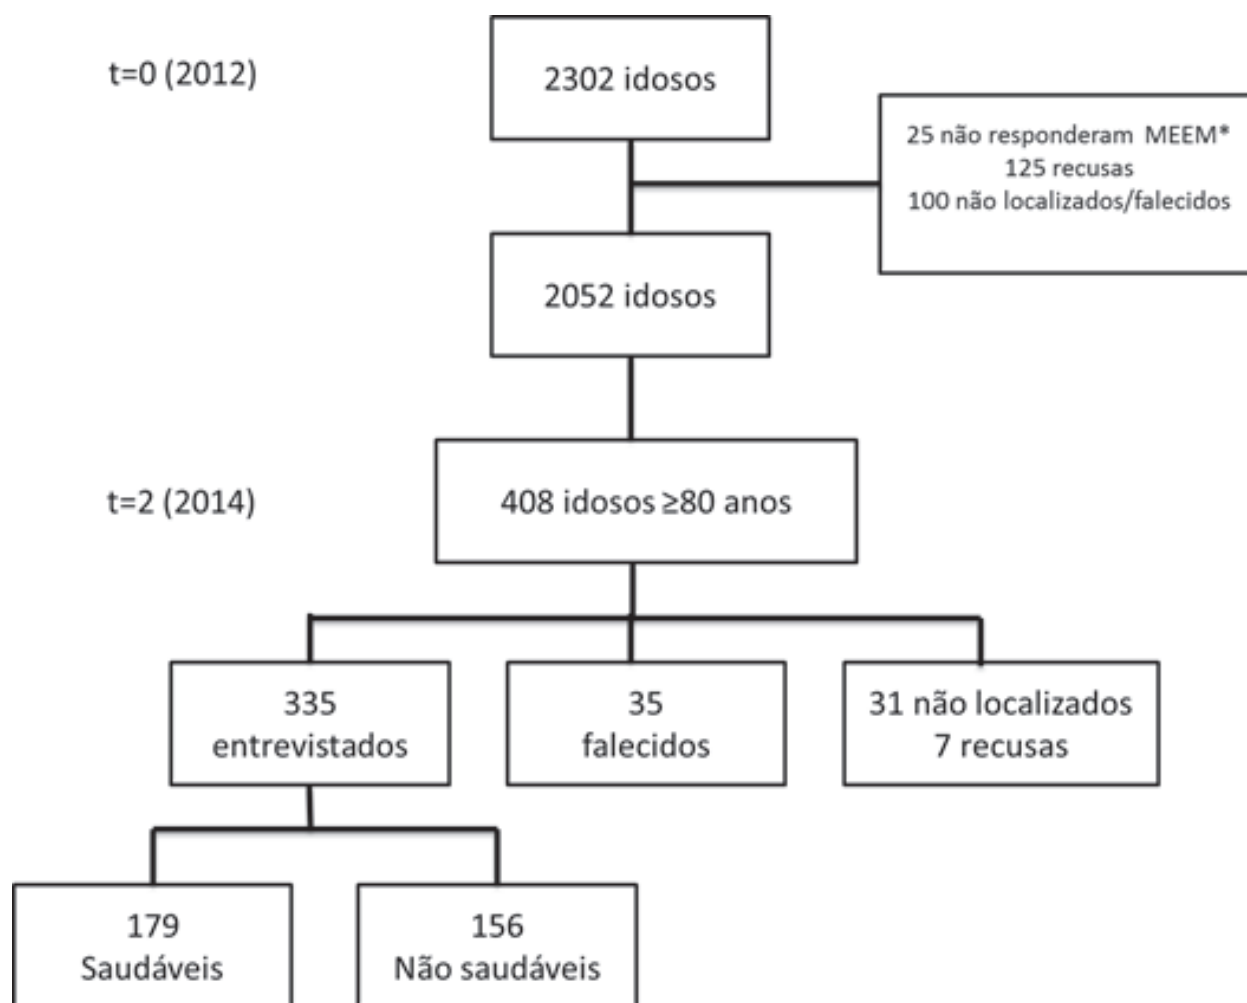 t=0 (2012)
2302 idosos
25 não responderam MEEM*
125 recusas
100 não localizados/falecidos
2052 idosos
t=2 (2014)
408 idosos ≥80 anos
335
entrevistados
35
falecidos
31 não localizados
7 recusas
179
Saudáveis
156
Não saudáveis